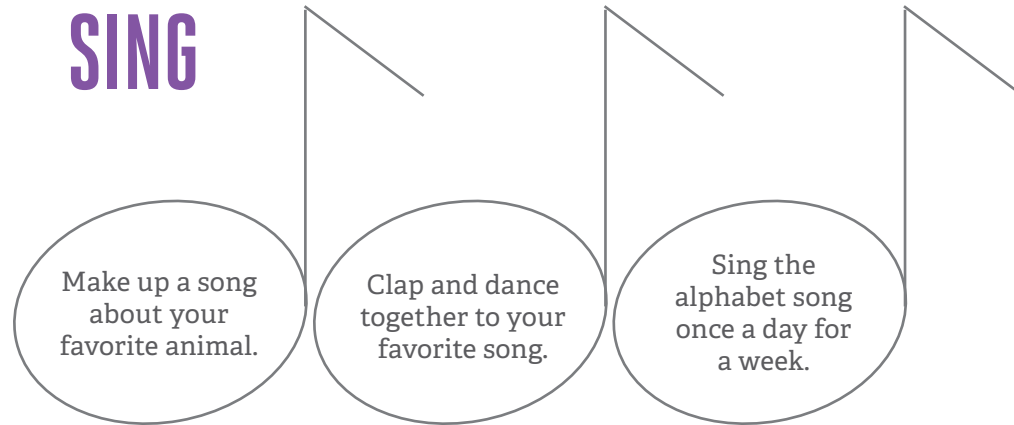 SING
Make up a song
about your
favorite animal.
Clap and dance
together to your
favorite song.
Sing the
alphabet song
once a day for
a week.